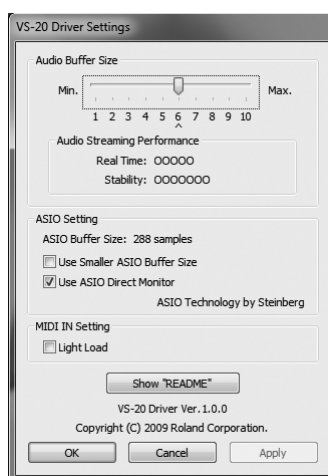 VS-20 Driver Settings
Audio Buffer Size
Min. Max.
1 2 3 4 5 6 7 8 9 10
^
Audio Streaming Performance
Real Time: OOOOO
Stability: OOOOOOO
ASIO Setting
ASIO Buffer Size: 288 samples
Use Smaller ASIO Buffer Size
Use ASIO Direct Monitor
ASIO Technology by Steinberg
MIDI IN Setting
Light Load
Show "README"
VS-20 Driver Ver.1.0.0
Copyright (C) 2009 Roland Corporation.
OK Cancel Apply